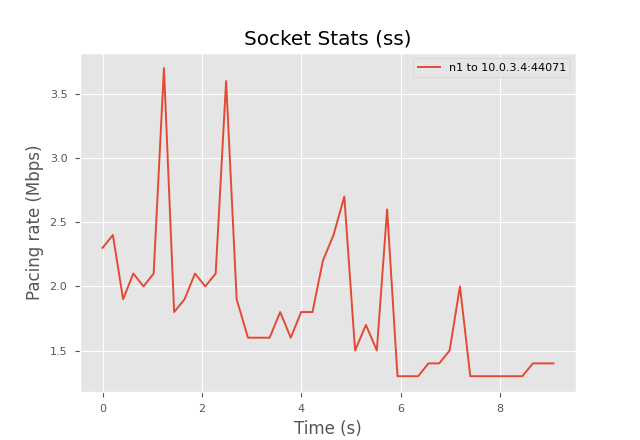 Socket Stats (ss)
n1 to 10.0.3.4:44071
Pacing rate (Mbps)
3.5
3.0
2.5
2.0
1.5
0 2 4 6 8
Time (s)